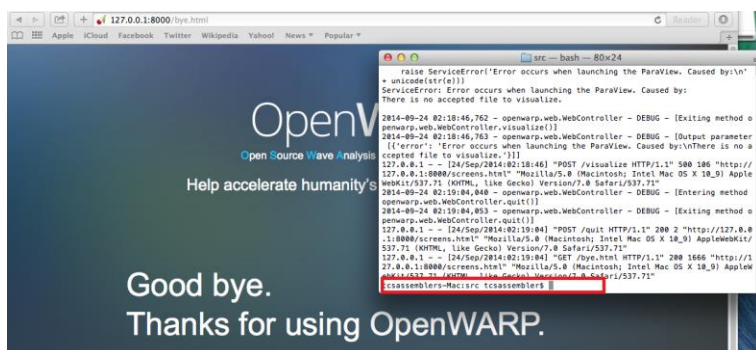 127.0.0.1:8000/bye.html
Reader
Apple iCloud Facebook Twitter Wikipedia Yahoo! News Popular
OpenW
Open Source Wave Analysis
Help accelerate humanity's
Good bye.
Thanks for using OpenWARP.
src — bash — 80×24
raise ServiceError('Error occurs when launching the ParaView. Caused by:\n'
+ unicode(str(e)))
ServiceError: Error occurs when launching the ParaView. Caused by:
There is no accepted file to visualize.
2014-09-24 02:18:46,762 - openwarp.web.WebController - DEBUG - [Exiting method o
penwarp.web.WebController.visualize()]
2014-09-24 02:18:46,763 - openwarp.web.WebController - DEBUG - [Output parameter
[{'error': 'Error occurs when launching the ParaView. Caused by:\nThere is no a
ccepted file to visualize.'}]]
127.0.0.1 - - [24/Sep/2014:02:18:46] "POST /visualize HTTP/1.1" 500 106 "http://
127.0.0.1:8000/screens.html" "Mozilla/5.0 (Macintosh; Intel Mac OS X 10_9) Apple
WebKit/537.71 (KHTML, like Gecko) Version/7.0 Safari/537.71"
2014-09-24 02:19:04,040 - openwarp.web.WebController - DEBUG - [Entering method
openwarp.web.WebController.quit()]
2014-09-24 02:19:04,053 - openwarp.web.WebController - DEBUG - [Exiting method o
penwarp.web.WebController.quit()]
127.0.0.1 - - [24/Sep/2014:02:19:04] "POST /quit HTTP/1.1" 200 2 "http://127.0.0
.1:8000/screens.html" "Mozilla/5.0 (Macintosh; Intel Mac OS X 10_9) AppleWebKit/
537.71 (KHTML, like Gecko) Version/7.0 Safari/537.71"
127.0.0.1 - - [24/Sep/2014:02:19:04] "GET /bye.html HTTP/1.1" 200 1666 "http://1
27.0.0.1:8000/screens.html" "Mozilla/5.0 (Macintosh; Intel Mac OS X 10_9) AppleW
ebKit/537.71 (KHTML, like Gecko) Version/7.0 Safari/537.71"
tcsassemblers-Mac:src tcsassembler$